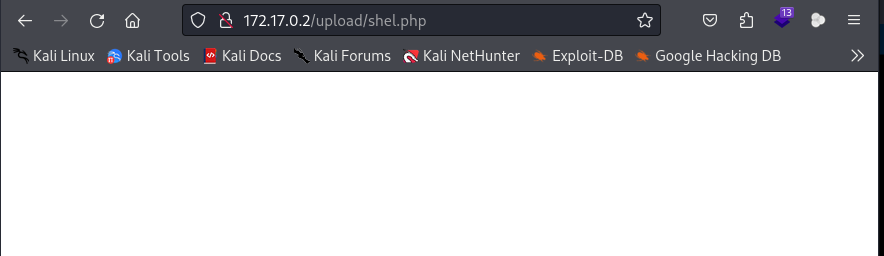 172.17.0.2/upload/shel.php
13
Kali Linux Kali Tools Kali Docs Kali Forums Kali NetHunter Exploit-DB Google Hacking DB